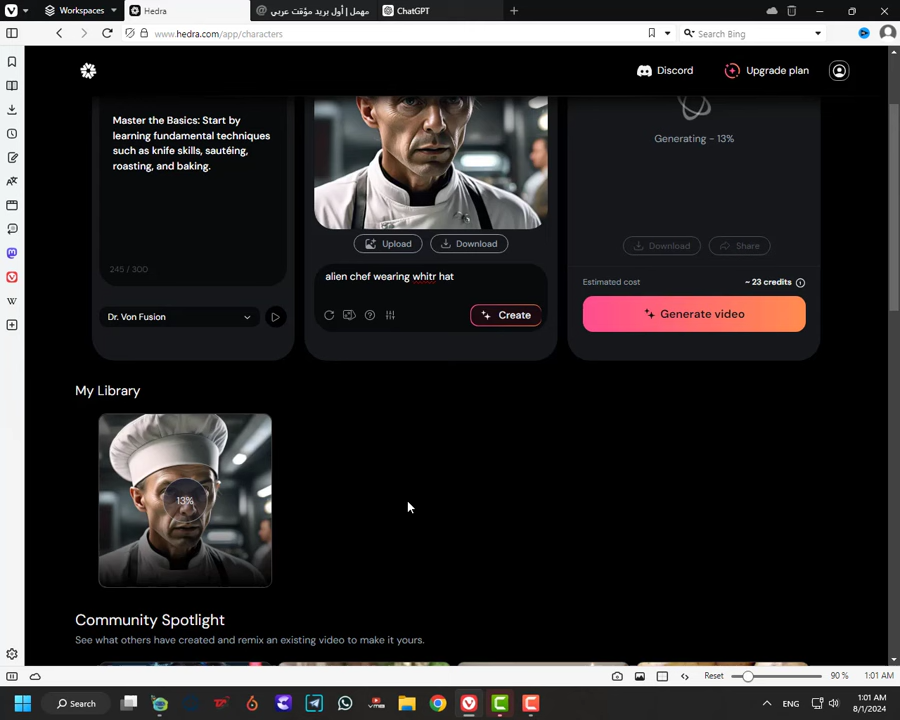 Workspaces
Hedra
مهمل | أول بريد مؤقت عربي
ChatGPT
www.hedra.com/app/characters
Search Bing
Discord
Upgrade plan
Master the Basics: Start by
learning fundamental techniques
such as knife skills, sautéing,
roasting, and baking.
245 / 300
Dr. Von Fusion
Upload
Download
alien chef wearing whitr hat
Create
Generating - 13%
Download
Share
Estimated cost
~ 23 credits
Generate video
My Library
13%
Community Spotlight
See what others have created and remix an existing video to make it yours.
Reset
90 %
1:01 AM
Search
ENG
1:01 AM
8/1/2024